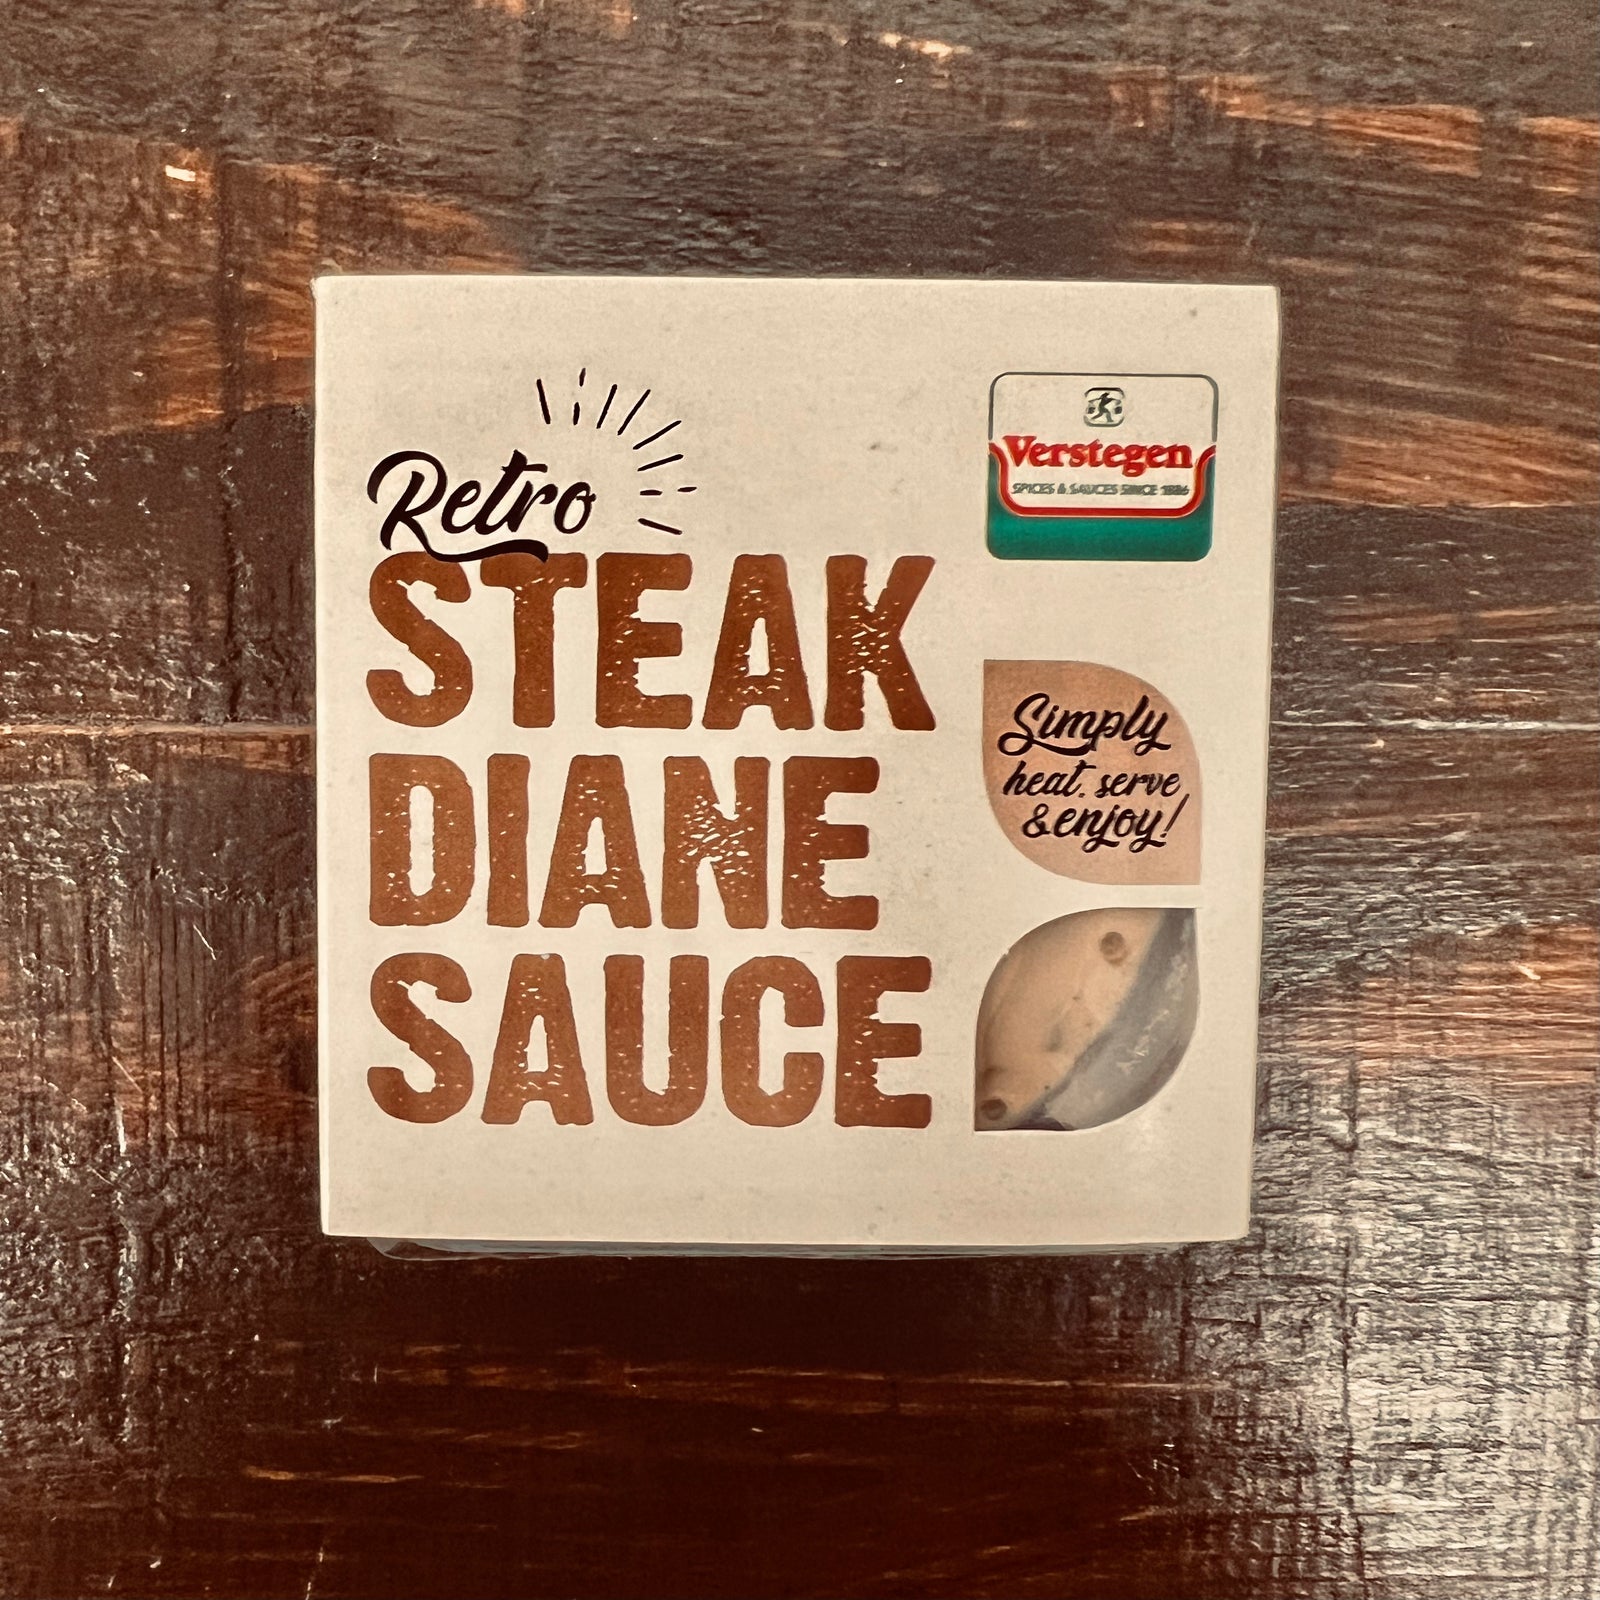 Retro
STEAK
DIANE
SAUCE
Verstegen
SPICES & SAUCES SINCE 1886
Simply
heat, serve
& enjoy!